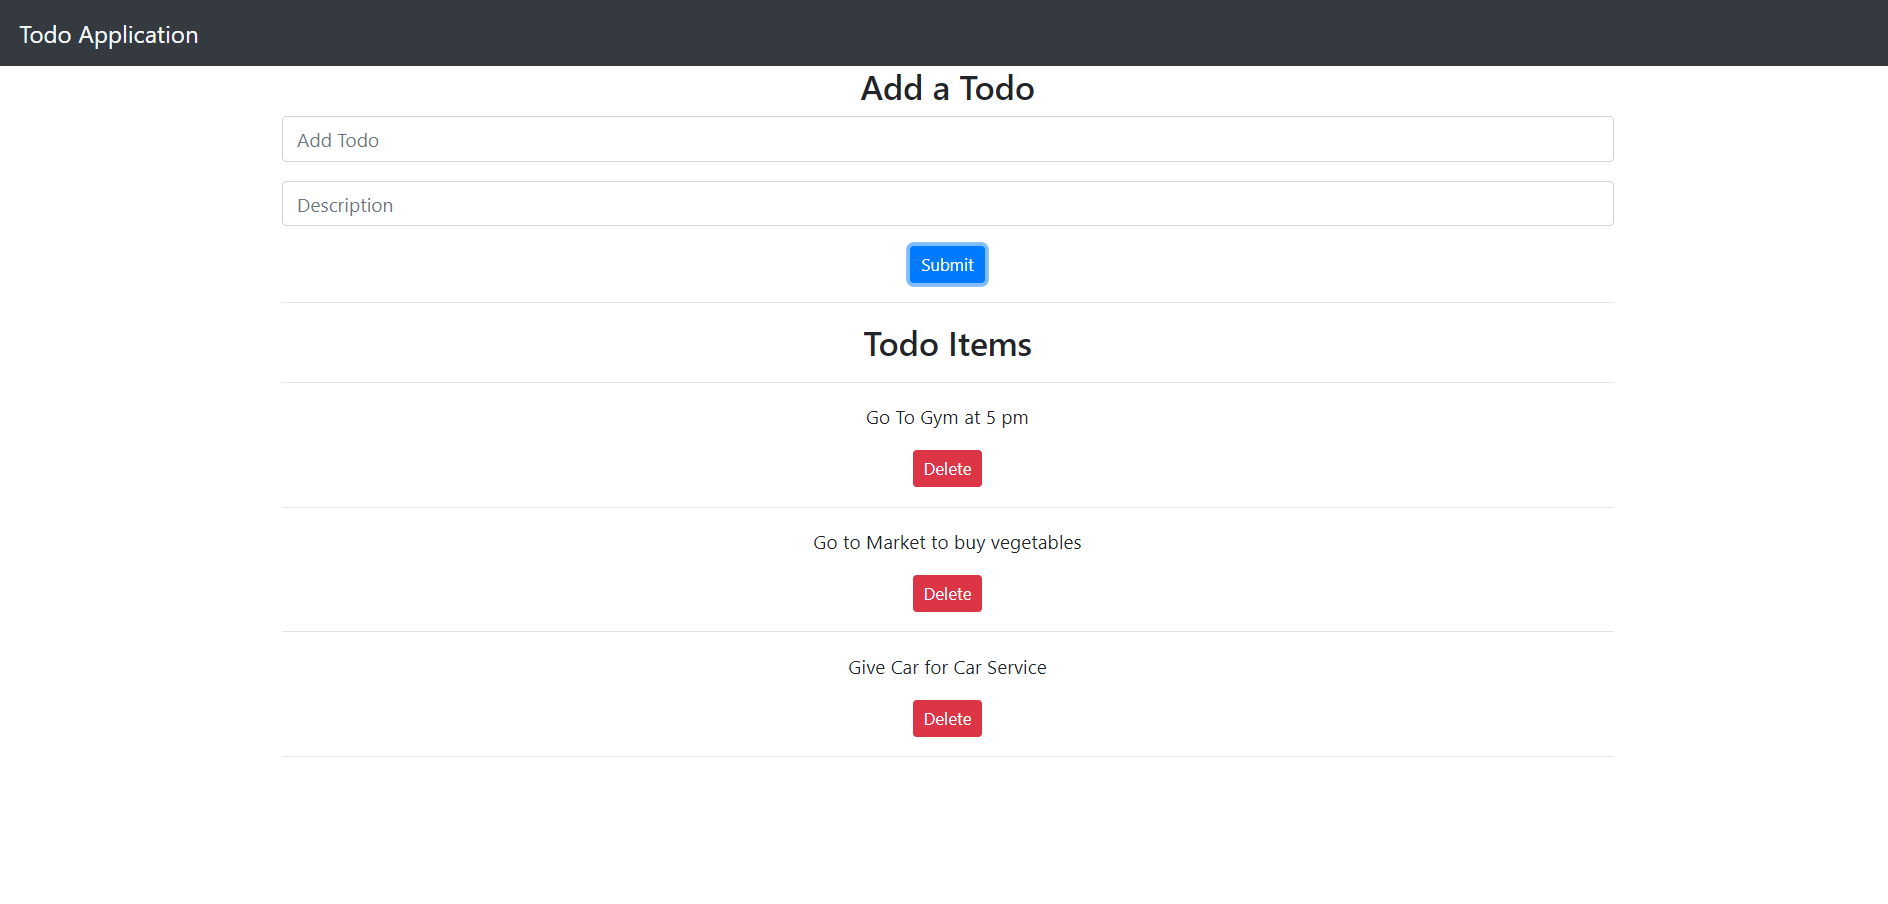 Todo Application
Add a Todo
Add Todo
Description
Submit
Todo Items
Go To Gym at 5 pm
Delete
Go to Market to buy vegetables
Delete
Give Car for Car Service
Delete